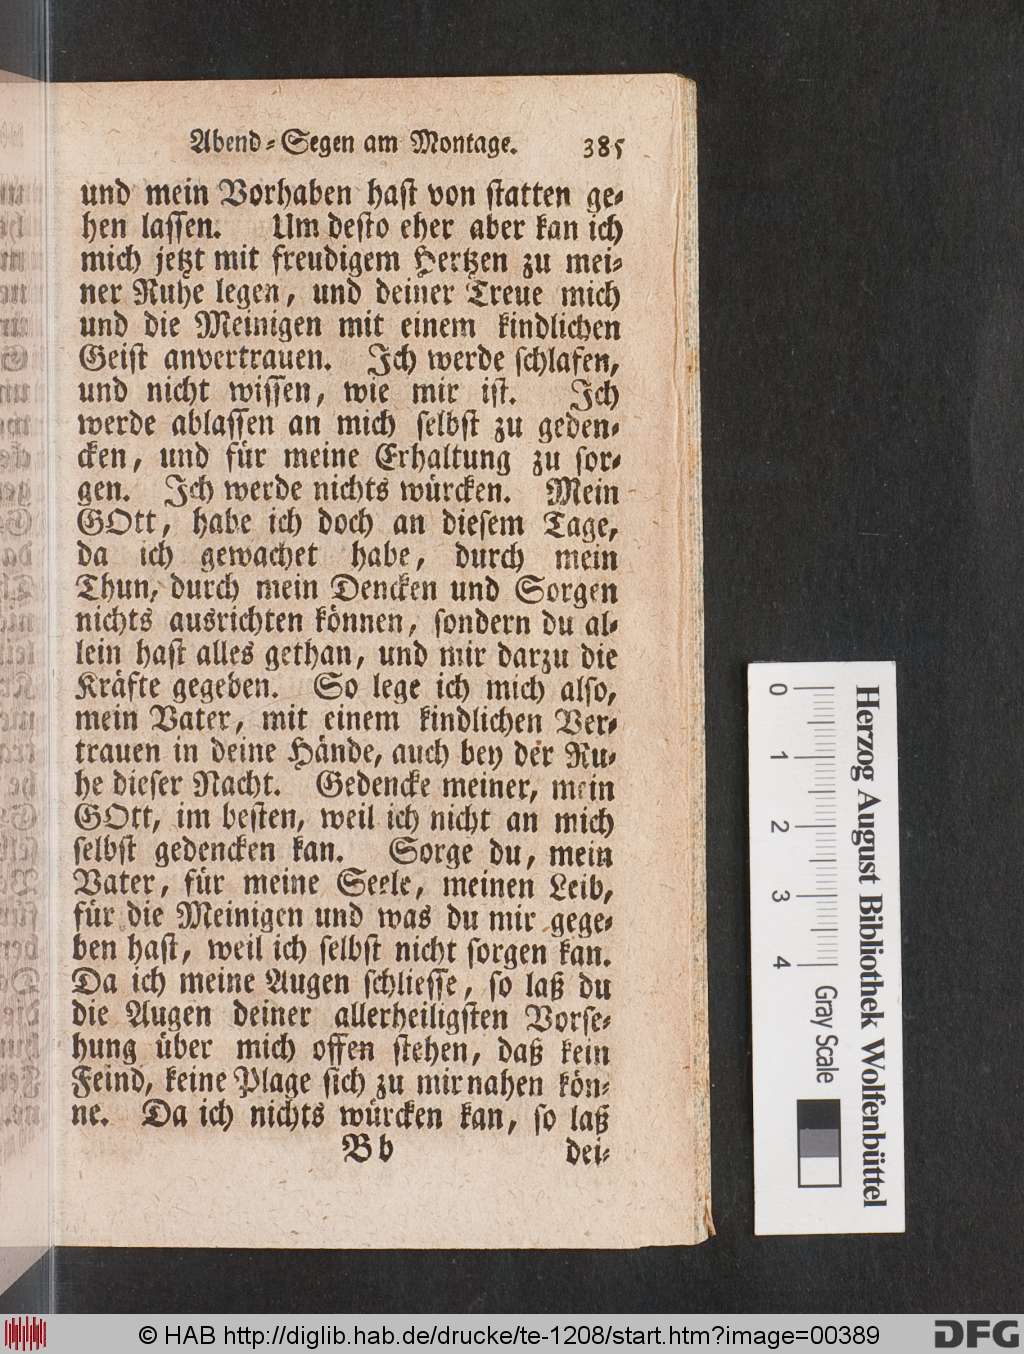 Abend-Segen am Montage. 385
und mein Vorhaben hast von statten ge-
hen lassen. Um desto eher aber kan ich
mich jetzt mit freudigem Hertzen zu mei-
ner Ruhe legen, und deiner Treue mich
und die Meinigen mit einem kindlichen
Geist anvertrauen. Ich werde schlafen,
und nicht wissen, wie mir ist. Ich
werde ablassen an mich selbst zu geden-
cken, und für meine Erhaltung zu sor-
gen. Ich werde nichts würcken. Mein
GOtt, habe ich doch an diesem Tage,
da ich gewachet habe, durch mein
Thun, durch mein Dencken und Sorgen
nichts ausrichten können, sondern du al-
lein hast alles gethan, und mir darzu die
Kräfte gegeben. So lege ich mich also,
mein Vater, mit einem kindlichen Ver-
trauen in deine Hände, auch bey der Ru-
he dieser Nacht. Gedencke meiner, mein
GOtt, im besten, weil ich nicht an mich
selbst gedencken kan. Sorge du, mein
Vater, für meine Seele, meinen Leib,
für die Meinigen und was du mir gege-
ben hast, weil ich selbst nicht sorgen kan.
Da ich meine Augen schliesse, so laß du
die Augen deiner allerheiligsten Vorse-
hung über mich offen stehen, daß kein
Feind, keine Plage sich zu mir nahen kön-
ne. Da ich nichts würcken kan, so laß
Bb dei-
Herzog August Bibliothek Wolfenbüttel
0 1 2 3 4 Gray Scale
© HAB http://diglib.hab.de/drucke/te-1208/start.htm?image=00389
DFG